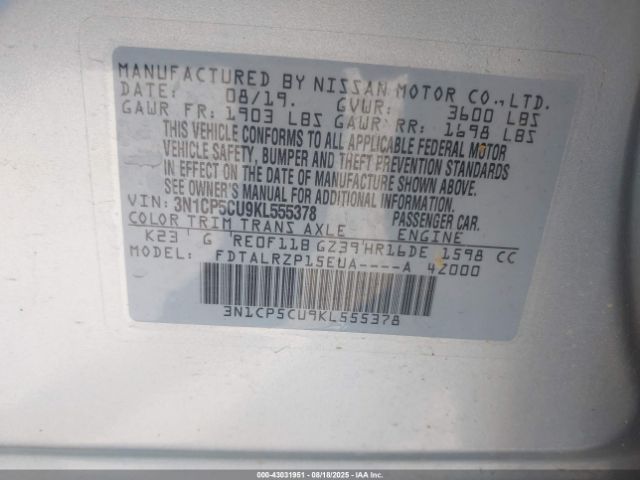 MANUFACTURED BY NISSAN MOTOR CO.,LTD.
DATE: 08/19. GVWR: 3600 LBS
GAWR FR: 1903 LBS GAWR RR: 1698 LBS
THIS VEHICLE CONFORMS TO ALL APPLICABLE FEDERAL MOTOR
VEHICLE SAFETY, BUMPER AND THEFT PREVENTION STANDARDS
IN EFFECT ON THE DATE OF MANUFACTURE SHOWN ABOVE.
SEE OWNER'S MANUAL FOR ADDITIONAL INFORMATION.
VIN: 3N1CP5CU9KL555378 PASSENGER CAR.
COLOR TRIM TRANS AXLE ENGINE
K23 G RE0F11B GZ39 HR16DE 1598 CC
MODEL: FDTALRZP15EUA----A 42000
3N1CP5CU9KL555378
000-43031951 | 08/18/2025 | Copyright IAA, Inc.